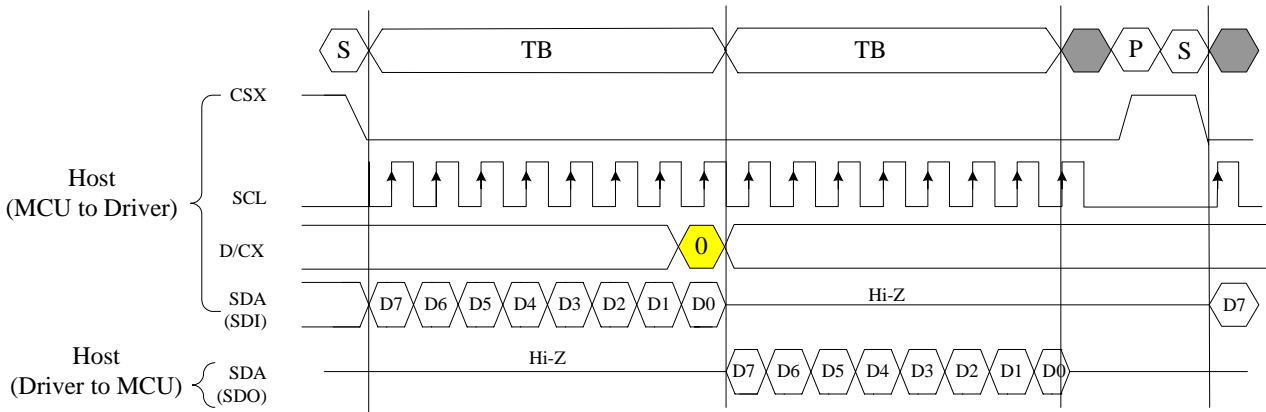 S TB TB P S
CSX
Host
(MCU to Driver)
SCL
D/CX 0
SDA
(SDI)
D7 D6 D5 D4 D3 D2 D1 D0 Hi-Z D7
Host
(Driver to MCU)
SDA
(SDO)
Hi-Z D7 D6 D5 D4 D3 D2 D1 D0